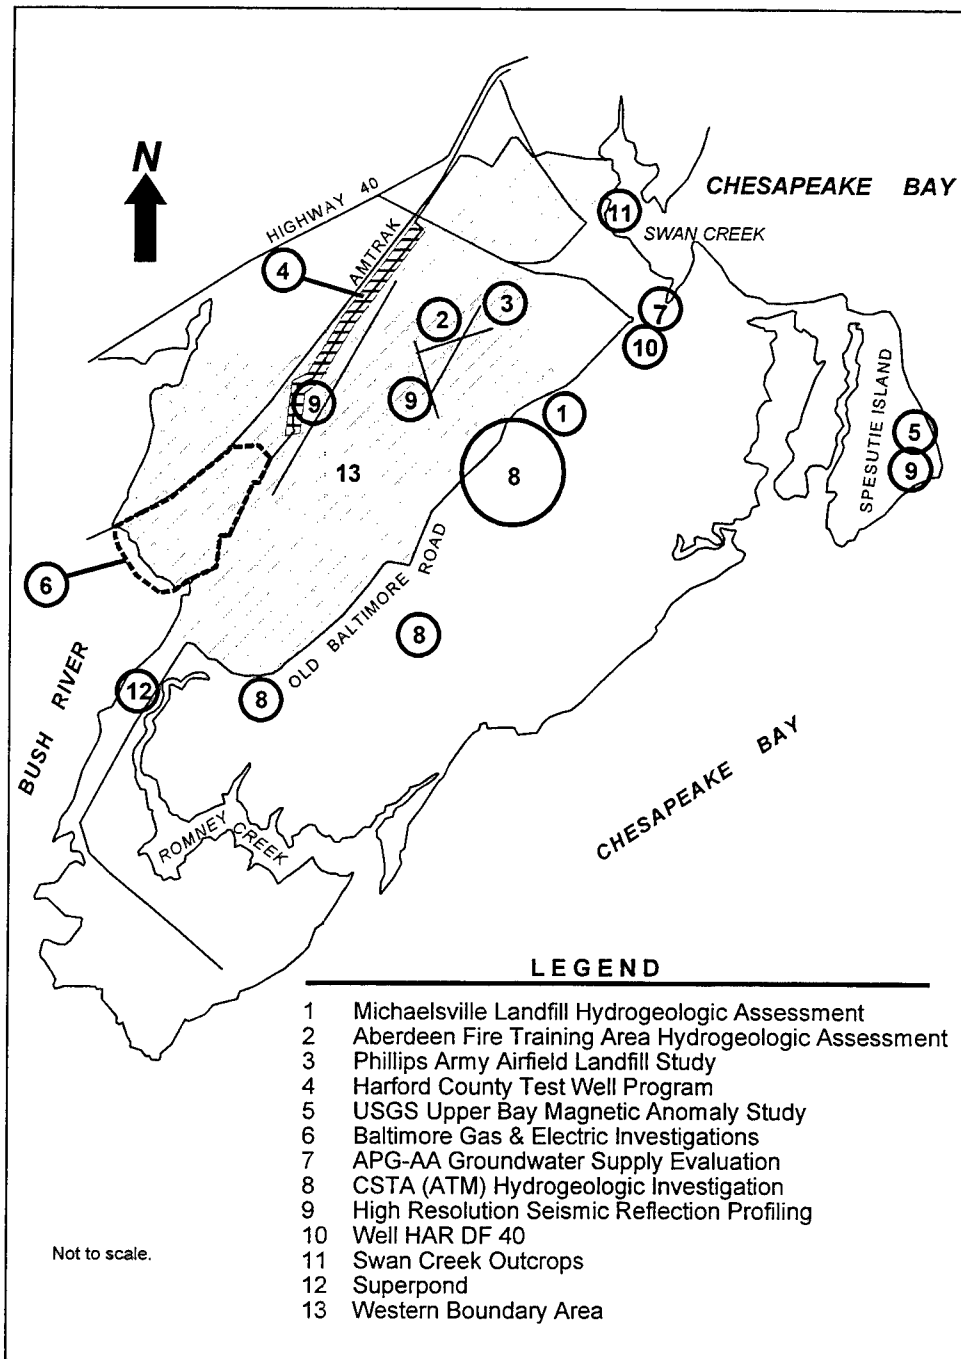 N
HIGHWAY 40
AMTRAK
CHESAPEAKE BAY
11
SWAN CREEK
4
2
3
7
10
9
9
1
13
8
SPESUTIE ISLAND
5
9
6
OLD BALTIMORE ROAD
8
12
8
BUSH RIVER
CHESAPEAKE BAY
ROMNEY CREEK
LEGEND
1 Michaelsville Landfill Hydrogeologic Assessment
2 Aberdeen Fire Training Area Hydrogeologic Assessment
3 Phillips Army Airfield Landfill Study
4 Harford County Test Well Program
5 USGS Upper Bay Magnetic Anomaly Study
6 Baltimore Gas & Electric Investigations
7 APG-AA Groundwater Supply Evaluation
8 CSTA (ATM) Hydrogeologic Investigation
9 High Resolution Seismic Reflection Profiling
10 Well HAR DF 40
11 Swan Creek Outcrops
12 Superpond
13 Western Boundary Area
Not to scale.